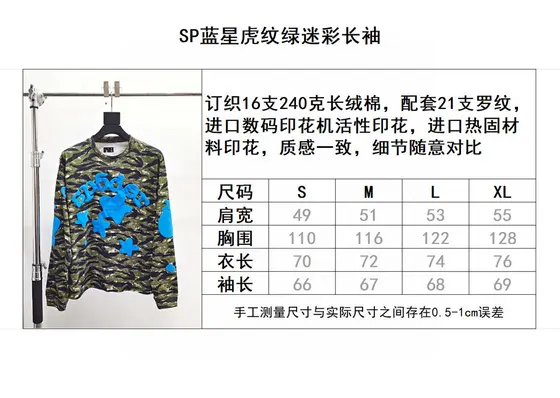 SP蓝星虎纹绿迷彩长袖
订织16支240克长绒棉，配套21支罗纹，
进口数码印花机活性印花，进口热固材
料印花，质感一致，细节随意对比
尺码 S M L XL
肩宽 49 51 53 55
胸围 110 116 122 128
衣长 70 72 74 76
袖长 66 67 68 69
手工测量尺寸与实际尺寸之间存在0.5-1cm误差